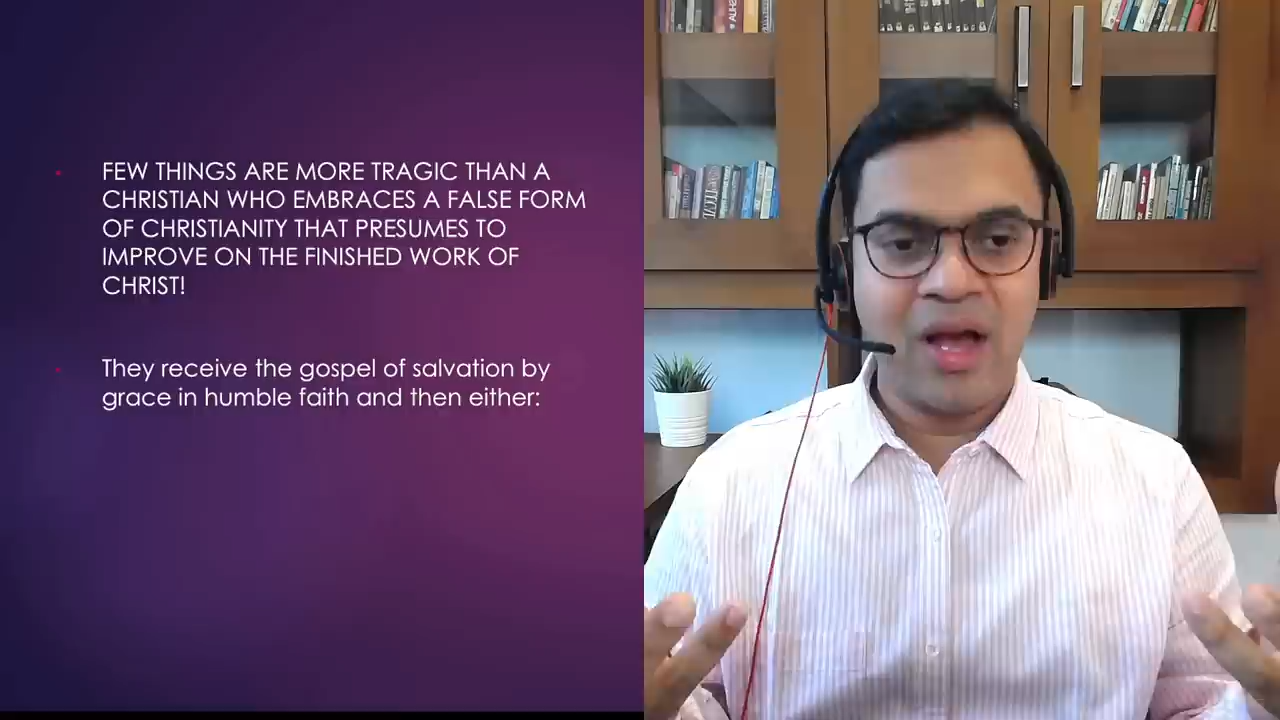 FEW THINGS ARE MORE TRAGIC THAN A
CHRISTIAN WHO EMBRACES A FALSE FORM
OF CHRISTIANITY THAT PRESUMES TO
IMPROVE ON THE FINISHED WORK OF
CHRIST!
They receive the gospel of salvation by
grace in humble faith and then either: